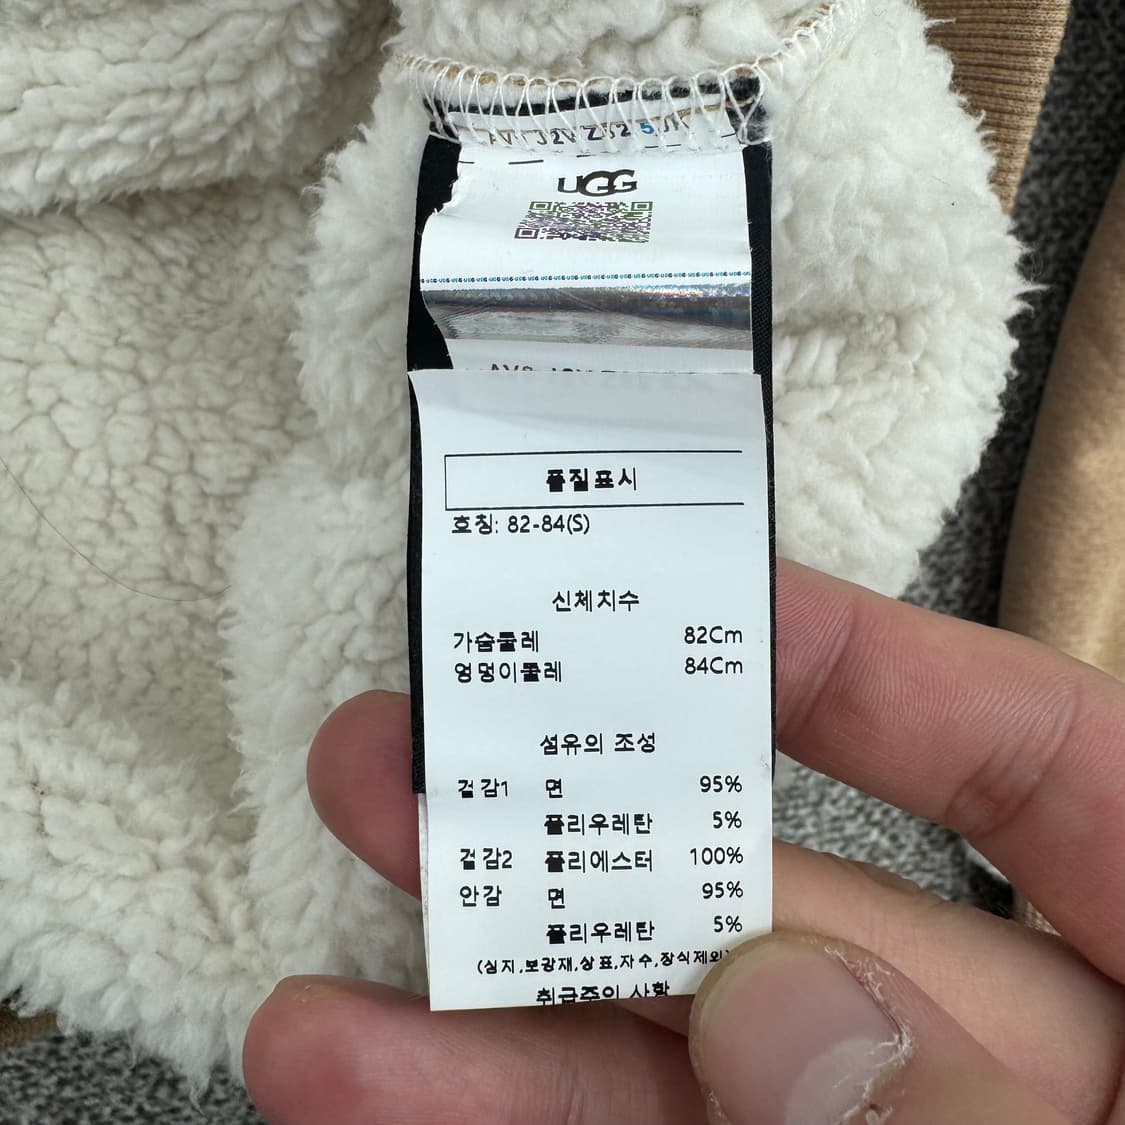 UGG
품질표시
호칭: 82-84(S)
신체치수
가슴둘레 82Cm
엉덩이둘레 84Cm
섬유의 조성
겉감1 면 95%
폴리우레탄 5%
겉감2 폴리에스터 100%
안감 면 95%
폴리우레탄 5%
(심지,보강재,상표,자수,장식제외)
취급주의 사항